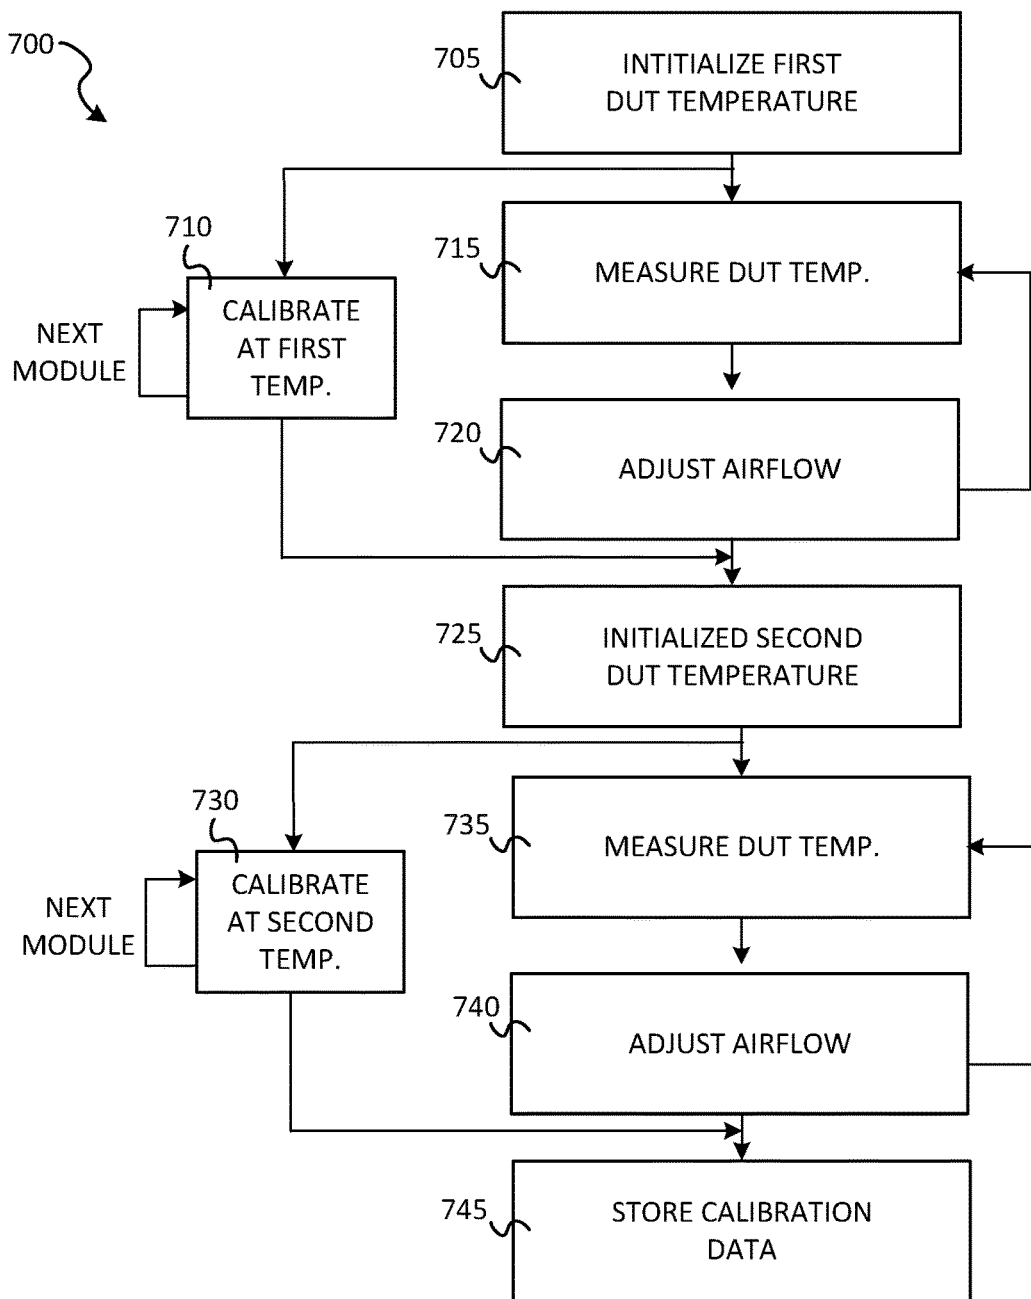 700
705
INTITIALIZE FIRST
DUT TEMPERATURE
710
CALIBRATE
AT FIRST
TEMP.
NEXT
MODULE
715
MEASURE DUT TEMP.
720
ADJUST AIRFLOW
725
INITIALIZED SECOND
DUT TEMPERATURE
730
CALIBRATE
AT SECOND
TEMP.
NEXT
MODULE
735
MEASURE DUT TEMP.
740
ADJUST AIRFLOW
745
STORE CALIBRATION
DATA